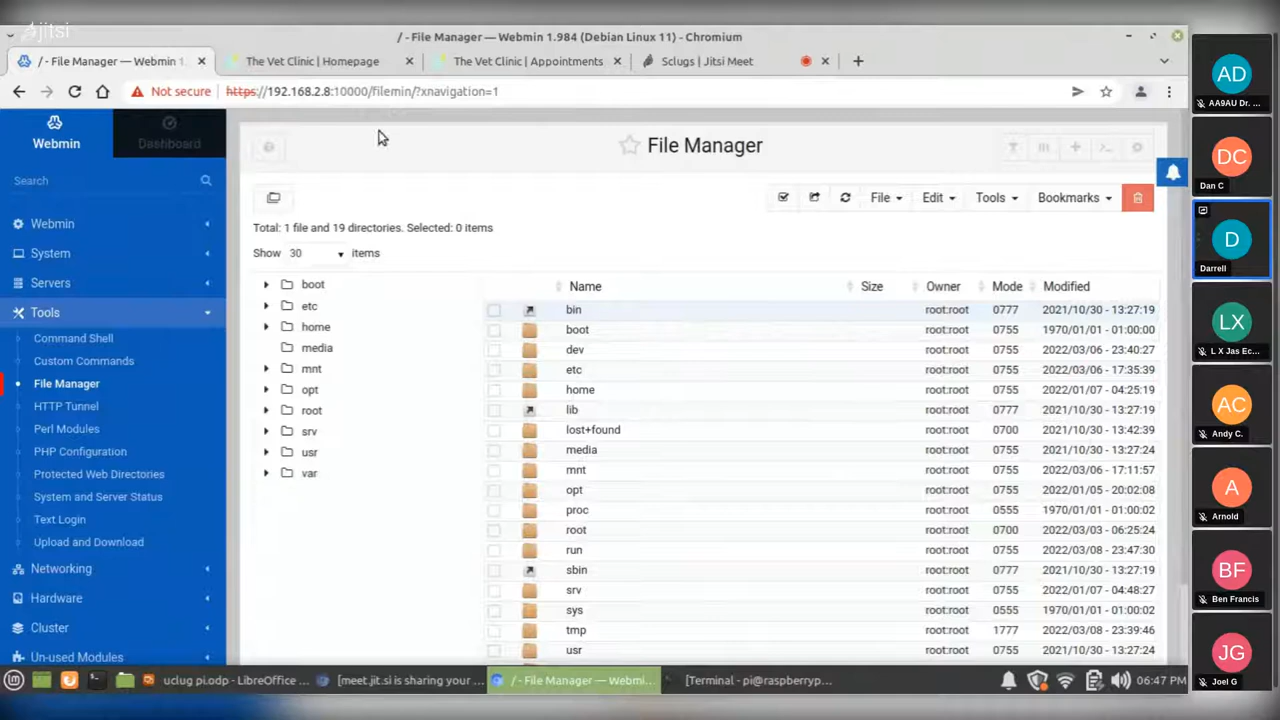 jitsi
/ - File Manager — Webmin 1.984 (Debian Linux 11) - Chromium
/ - File Manager — Webmin 1.
The Vet Clinic | Homepage
The Vet Clinic | Appointments
Sclugs | Jitsi Meet
Not secure
https://192.168.2.8:10000/filemin/?xnavigation=1
Webmin
Dashboard
Search
Webmin
System
Servers
Tools
Command Shell
Custom Commands
File Manager
HTTP Tunnel
Perl Modules
PHP Configuration
Protected Web Directories
System and Server Status
Text Login
Upload and Download
Networking
Hardware
Cluster
Un-used Modules
File Manager
File
Edit
Tools
Bookmarks
Total: 1 file and 19 directories. Selected: 0 items
Show 30 items
boot
etc
home
media
mnt
opt
root
srv
usr
var
Name Size Owner Mode Modified
bin root:root 0777 2021/10/30 - 13:27:19
boot root:root 0755 1970/01/01 - 01:00:00
dev root:root 0755 2022/03/06 - 23:40:27
etc root:root 0755 2022/03/06 - 17:35:39
home root:root 0755 2022/01/07 - 04:25:19
lib root:root 0777 2021/10/30 - 13:27:19
lost+found root:root 0700 2021/10/30 - 13:42:39
media root:root 0755 2021/10/30 - 13:27:24
mnt root:root 0755 2022/03/06 - 17:11:57
opt root:root 0755 2022/01/05 - 20:02:08
proc root:root 0555 1970/01/01 - 01:00:02
root root:root 0700 2022/03/03 - 06:25:24
run root:root 0755 2022/03/08 - 23:47:30
sbin root:root 0777 2021/10/30 - 13:27:19
srv root:root 0755 2022/01/07 - 04:48:27
sys root:root 0555 1970/01/01 - 01:00:02
tmp root:root 1777 2022/03/08 - 23:39:46
usr root:root 0755 2021/10/30 - 13:27:24
uclug pi.odp - LibreOffice ...
[meet.jit.si is sharing your ...
/ - File Manager — Webmi...
[Terminal - pi@raspberryp...
06:47 PM
AD
AA9AU Dr. ...
DC
Dan C
D
Darrell
LX
L X Jas Ec...
AC
Andy C.
A
Arnold
BF
Ben Francis
JG
Joel G